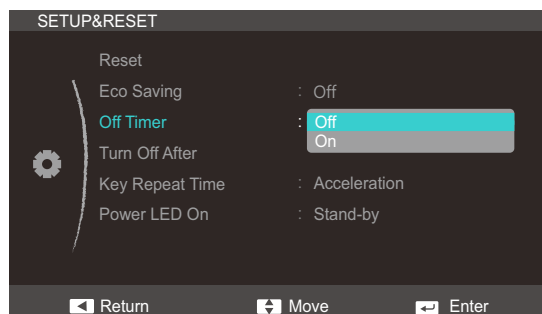 SETUP&RESET
Reset
Eco Saving : Off
Off Timer : Off
On
Turn Off After
Key Repeat Time : Acceleration
Power LED On : Stand-by
Return Move Enter